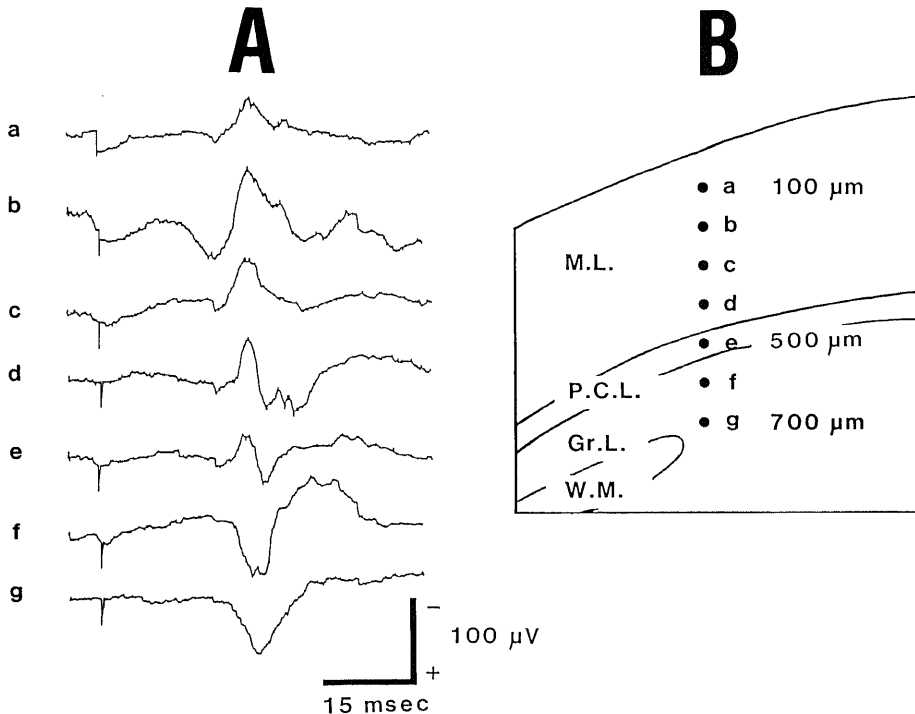 A
B
a
b
c
d
e
f
g
−
100 µV
+
15 msec
a 100 µm
b
M.L. c
d
e 500 µm
P.C.L. f
g 700 µm
Gr.L.
W.M.